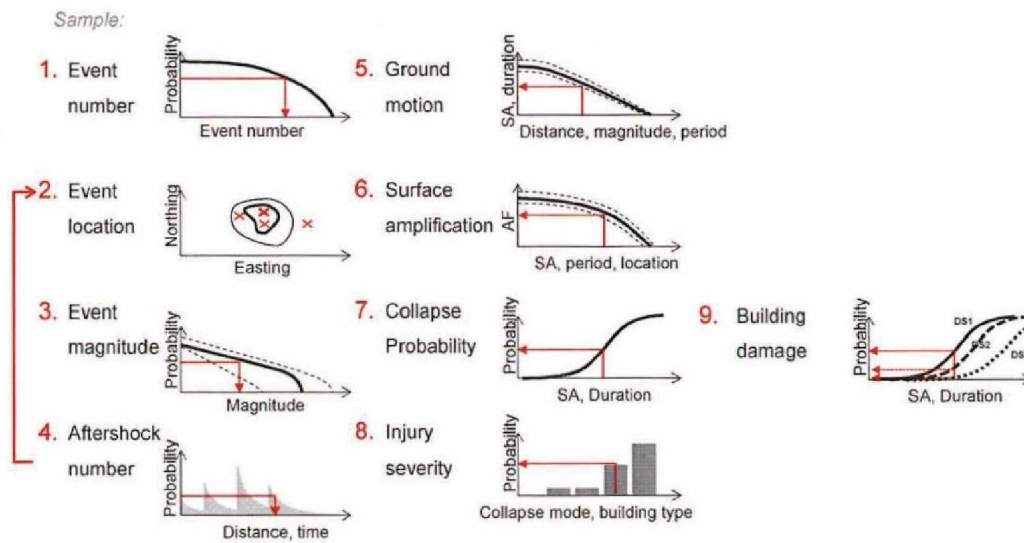 Sample:
1. Event
number
Probability
Event number
2. Event
location
Northing
Easting
3. Event
magnitude
Probability
Magnitude
4. Aftershock
number
Probability
Distance, time
5. Ground
motion
SA, duration
Distance, magnitude, period
6. Surface
amplification
AF
SA, period, location
7. Collapse
Probability
Probability
SA, Duration
8. Injury
severity
Probability
Collapse mode, building type
9. Building
damage
Probability
DS1
DS2
DS
SA, Duration